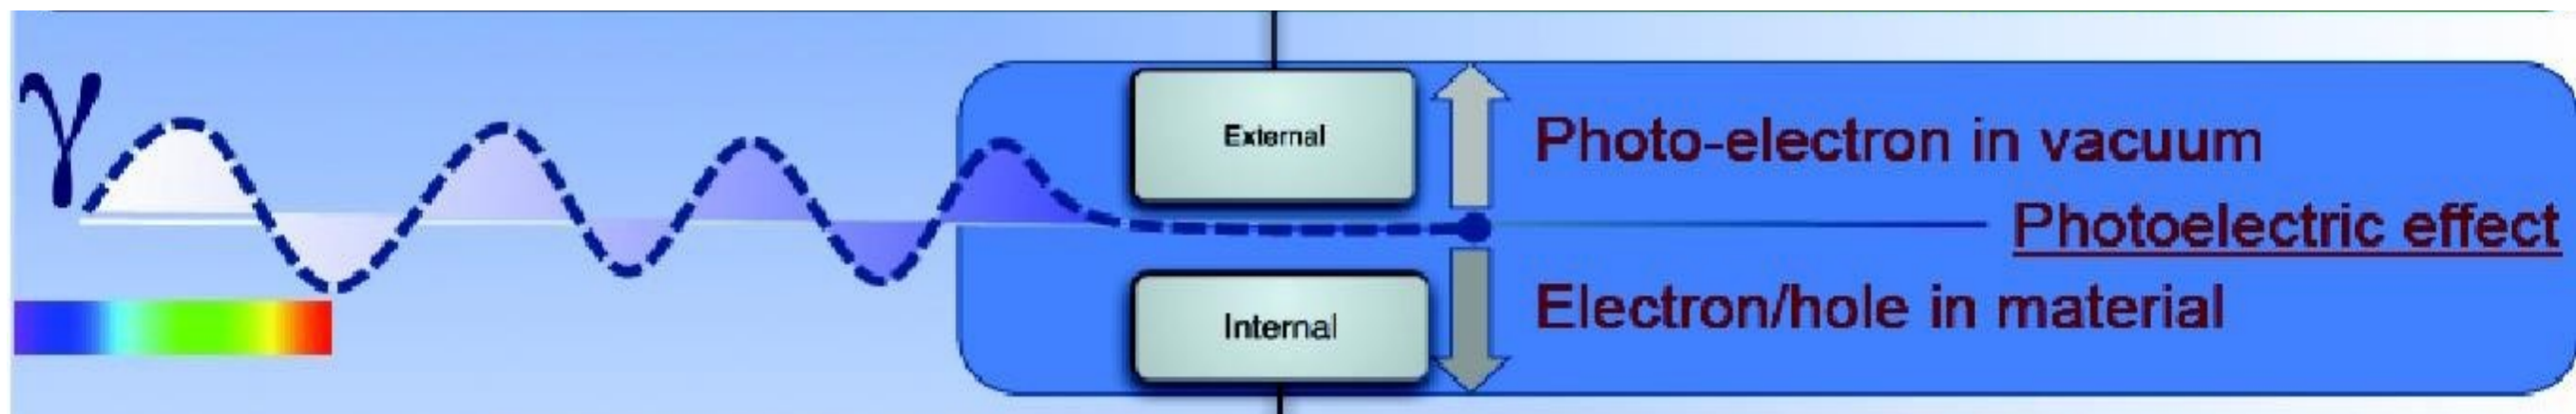 γ
External
Photo-electron in vacuum
Photoelectric effect
Internal
Electron/hole in material